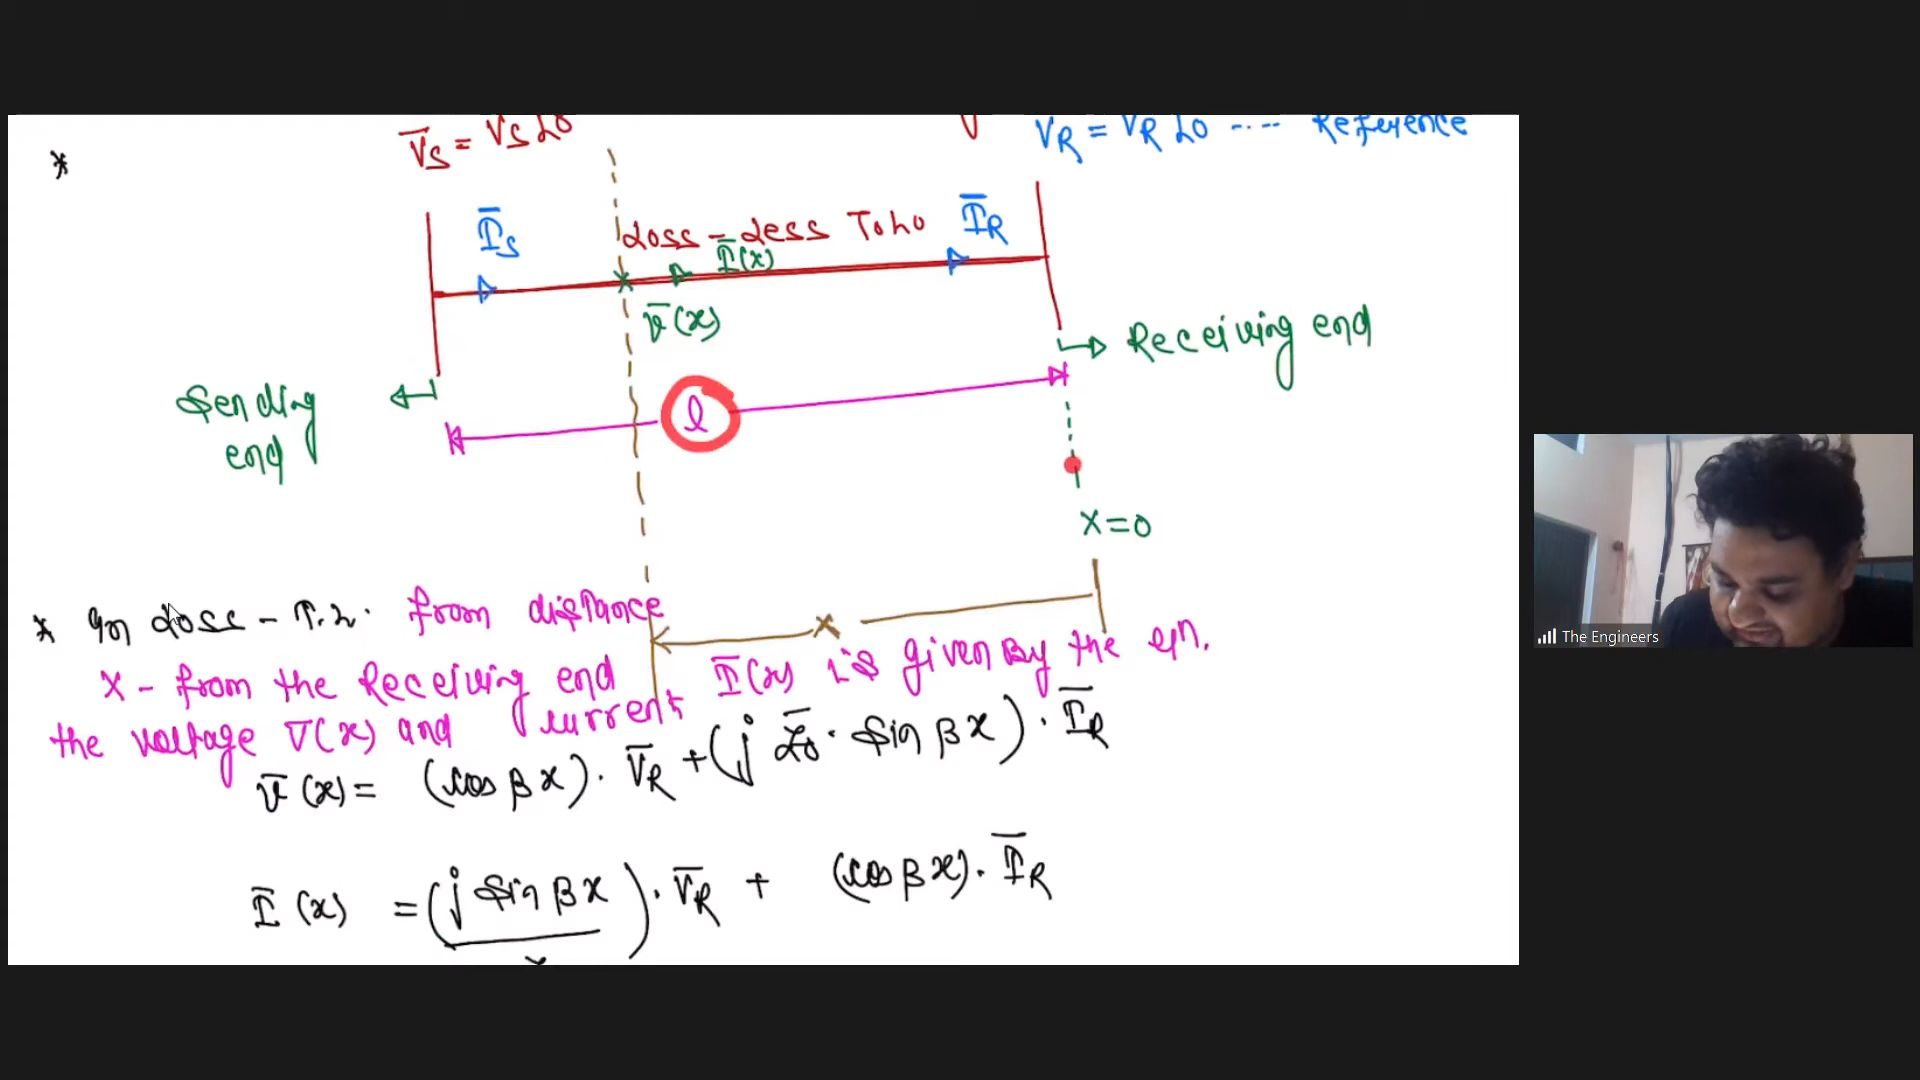 *
V̄S = VS∠δ
VR = VR ∠0 ---- Reference
ĪS
Loss-Less T.L.
ĪR
Ī(x)
V̄(x)
Receiving end
Sending
end
l
x=0
x
* In Loss-T.L. from distance
x - from the Receiving end
the voltage V̄(x) and current Ī(x) is given By the eqn.
V̄(x) = (cos βx). V̄R + (j Z̄o. sin βx). ĪR
Ī(x) = (j sin βx). V̄R + (cos βx). ĪR
The Engineers